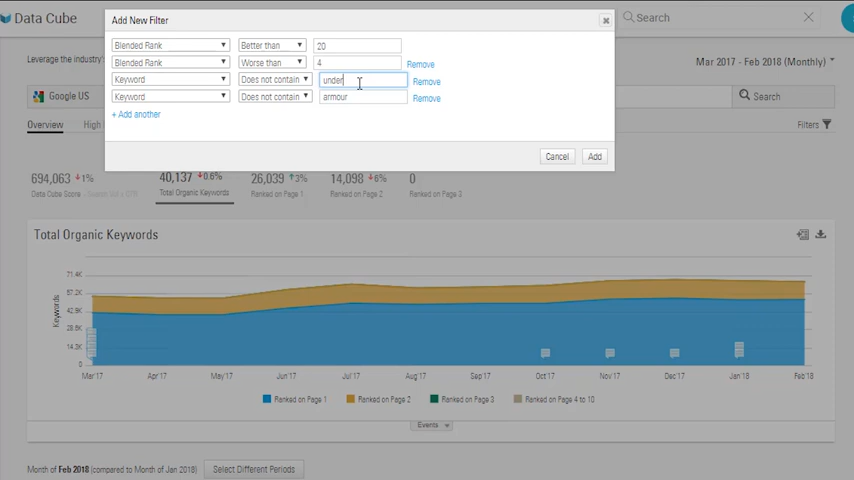 Data Cube
Add New Filter
Search
Blended Rank Better than 20
Blended Rank Worse than 4 Remove
Keyword Does not contain under Remove
Keyword Does not contain armour Remove
+ Add another
Cancel Add
Leverage the industry's
Mar 2017 - Feb 2018 (Monthly)
Google US
Search
Overview High
Filters
694,063 1% 40,137 0.6% 26,039 3% 14,098 6% 0
Data Cube Score Total Organic Keywords Ranked on Page 1 Ranked on Page 2 Ranked on Page 3
Total Organic Keywords
Keywords
71.4K
57.2K
42.9K
28.6K
14.3K
0
Mar'17 Apr'17 May'17 Jun'17 Jul'17 Aug'17 Sep'17 Oct'17 Nov'17 Dec'17 Jan'18 Feb'18
Ranked on Page 1 Ranked on Page 2 Ranked on Page 3 Ranked on Page 4 to 10
Events
Month of Feb 2018 (compared to Month of Jan 2018) Select Different Periods